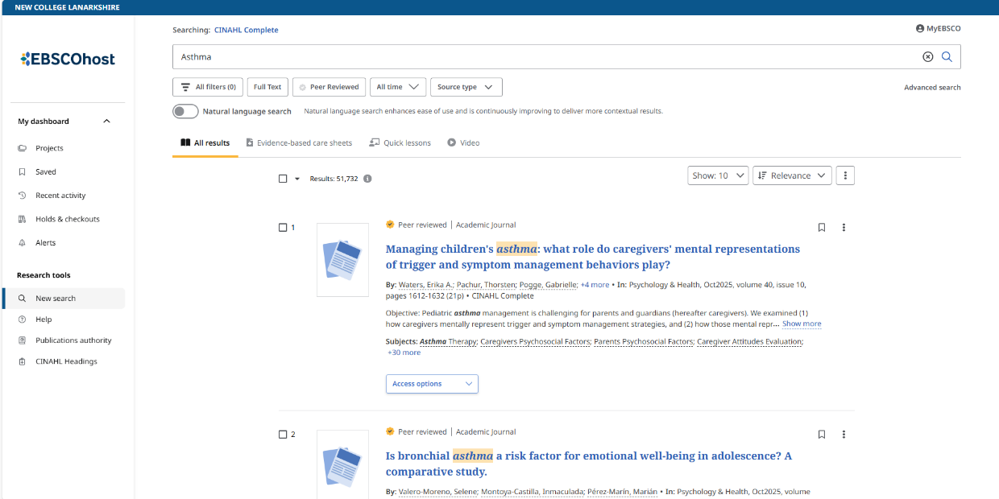 NEW COLLEGE LANARKSHIRE
Searching: CINAHL Complete
MyEBSCO
EBSCOhost
Asthma
All filters (0)
Full Text
Peer Reviewed
All time
Source type
Advanced search
Natural language search
Natural language search enhances ease of use and is continuously improving to deliver more contextual results.
My dashboard
Projects
Saved
Recent activity
Holds & checkouts
Alerts
Research tools
New search
Help
Publications authority
CINAHL Headings
All results
Evidence-based care sheets
Quick lessons
Video
Results: 51,732
Show: 10
Relevance
1
Peer reviewed | Academic Journal
Managing children's asthma: what role do caregivers' mental representations
of trigger and symptom management behaviors play?
By: Waters, Erika A.; Pachur, Thorsten; Pogge, Gabrielle; +4 more • In: Psychology & Health, Oct2025, volume 40, issue 10,
pages 1612-1632 (21p) • CINAHL Complete
Objective: Pediatric asthma management is challenging for parents and guardians (hereafter caregivers). We examined (1)
how caregivers mentally represent trigger and symptom management strategies, and (2) how those mental repr... Show more
Subjects: Asthma Therapy; Caregivers Psychosocial Factors; Parents Psychosocial Factors; Caregiver Attitudes Evaluation;
+30 more
Access options
2
Peer reviewed | Academic Journal
Is bronchial asthma a risk factor for emotional well-being in adolescence? A
comparative study.
By: Valero-Moreno, Selene; Montoya-Castilla, Inmaculada; Pérez-Marín, Marián • In: Psychology & Health, Oct2025, volume